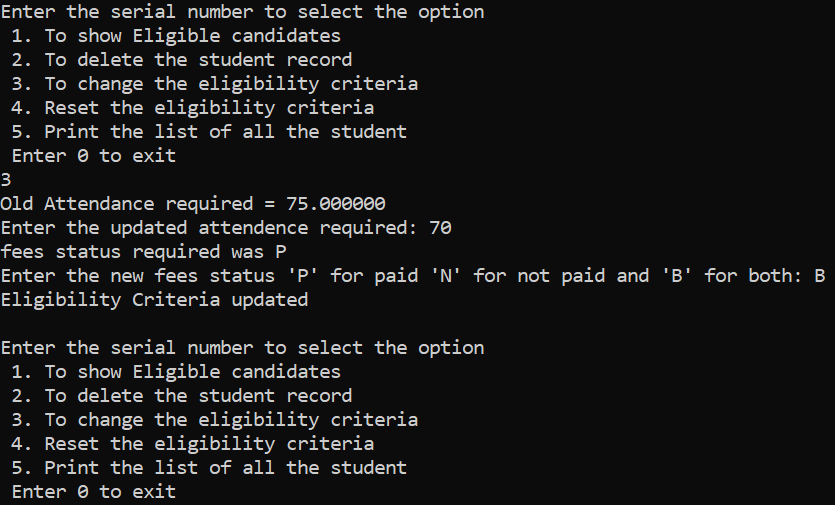 Enter the serial number to select the option
 1. To show Eligible candidates
 2. To delete the student record
 3. To change the eligibility criteria
 4. Reset the eligibility criteria
 5. Print the list of all the student
 Enter 0 to exit
3
Old Attendance required = 75.000000
Enter the updated attendence required: 70
fees status required was P
Enter the new fees status 'P' for paid 'N' for not paid and 'B' for both: B
Eligibility Criteria updated

Enter the serial number to select the option
 1. To show Eligible candidates
 2. To delete the student record
 3. To change the eligibility criteria
 4. Reset the eligibility criteria
 5. Print the list of all the student
 Enter 0 to exit